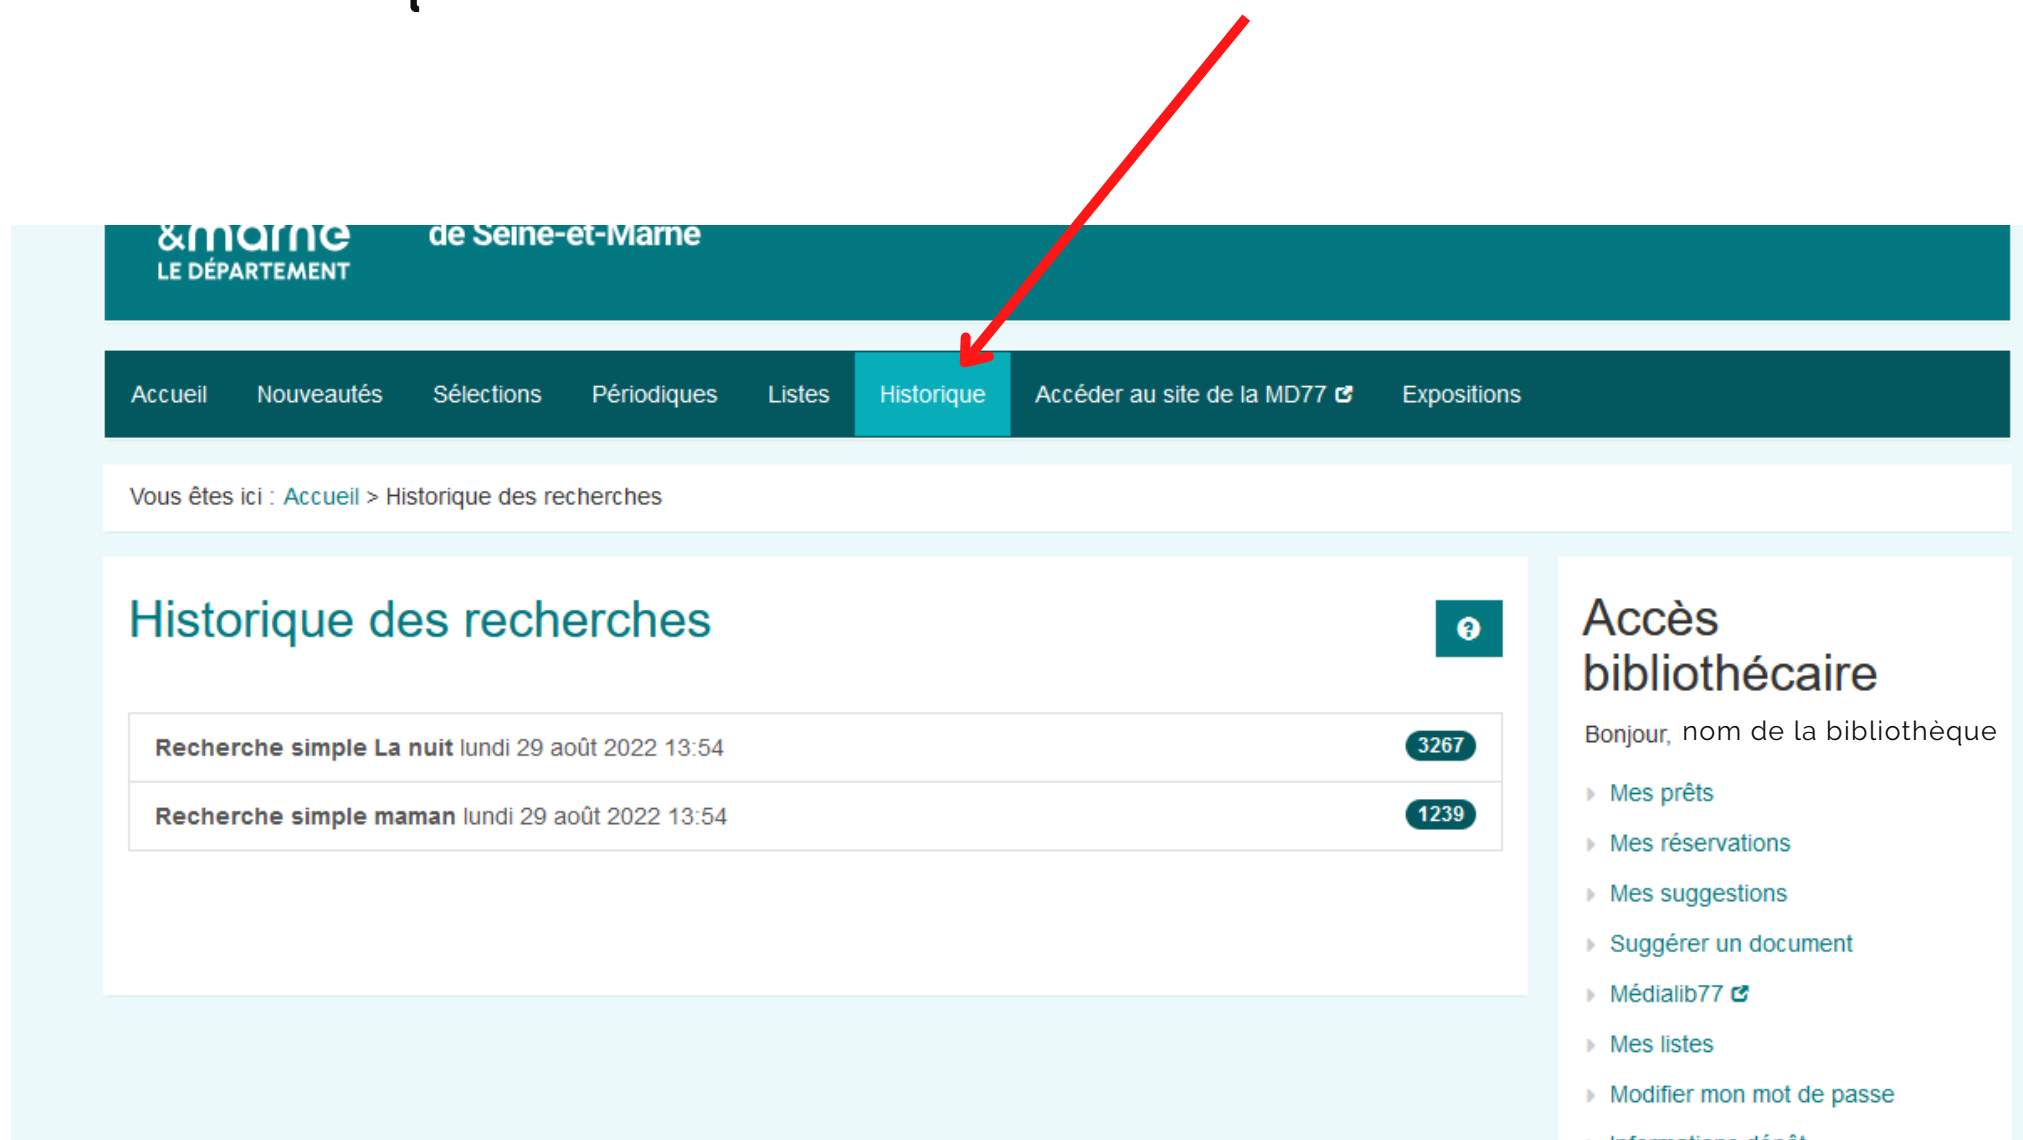 &marne
LE DÉPARTEMENT
de Seine-et-Marne
Accueil Nouveautés Sélections Périodiques Listes Historique Accéder au site de la MD77 Expositions
Vous êtes ici : Accueil > Historique des recherches
Historique des recherches
Recherche simple La nuit lundi 29 août 2022 13:54 3267
Recherche simple maman lundi 29 août 2022 13:54 1239
Accès
bibliothécaire
Bonjour, nom de la bibliothèque
Mes prêts
Mes réservations
Mes suggestions
Suggérer un document
Médialib77
Mes listes
Modifier mon mot de passe
Informations dépôt